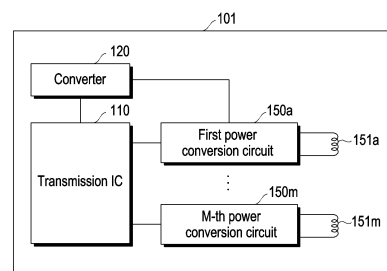 101
120
Converter
110
Transmission IC
150a
First power
conversion circuit
151a
150m
M-th power
conversion circuit
151m